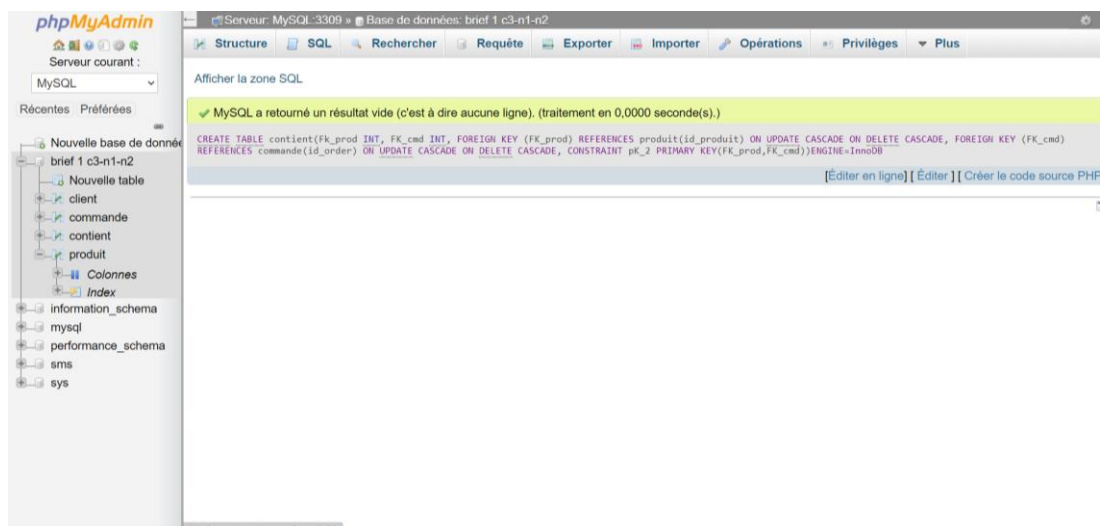 phpMyAdmin
Serveur courant :
MySQL
Récentes Préférées
Nouvelle base de donné
brief 1 c3-n1-n2
Nouvelle table
client
commande
contient
produit
Colonnes
Index
information_schema
mysql
performance_schema
sms
sys
Serveur: MySQL:3309 » Base de données: brief 1 c3-n1-n2
Structure SQL Rechercher Requête Exporter Importer Opérations Privilèges Plus
Afficher la zone SQL
MySQL a retourné un résultat vide (c'est à dire aucune ligne). (traitement en 0,0000 seconde(s).)
CREATE TABLE contient(Fk_prod INT, FK_cmd INT, FOREIGN KEY (FK_prod) REFERENCES produit(id_produit) ON UPDATE CASCADE ON DELETE CASCADE, FOREIGN KEY (FK_cmd)
REFERENCES commande(id_order) ON UPDATE CASCADE ON DELETE CASCADE, CONSTRAINT pK_2 PRIMARY KEY(FK_prod,FK_cmd))ENGINE=InnoDB
[Éditer en ligne] [ Éditer ] [ Créer le code source PHP